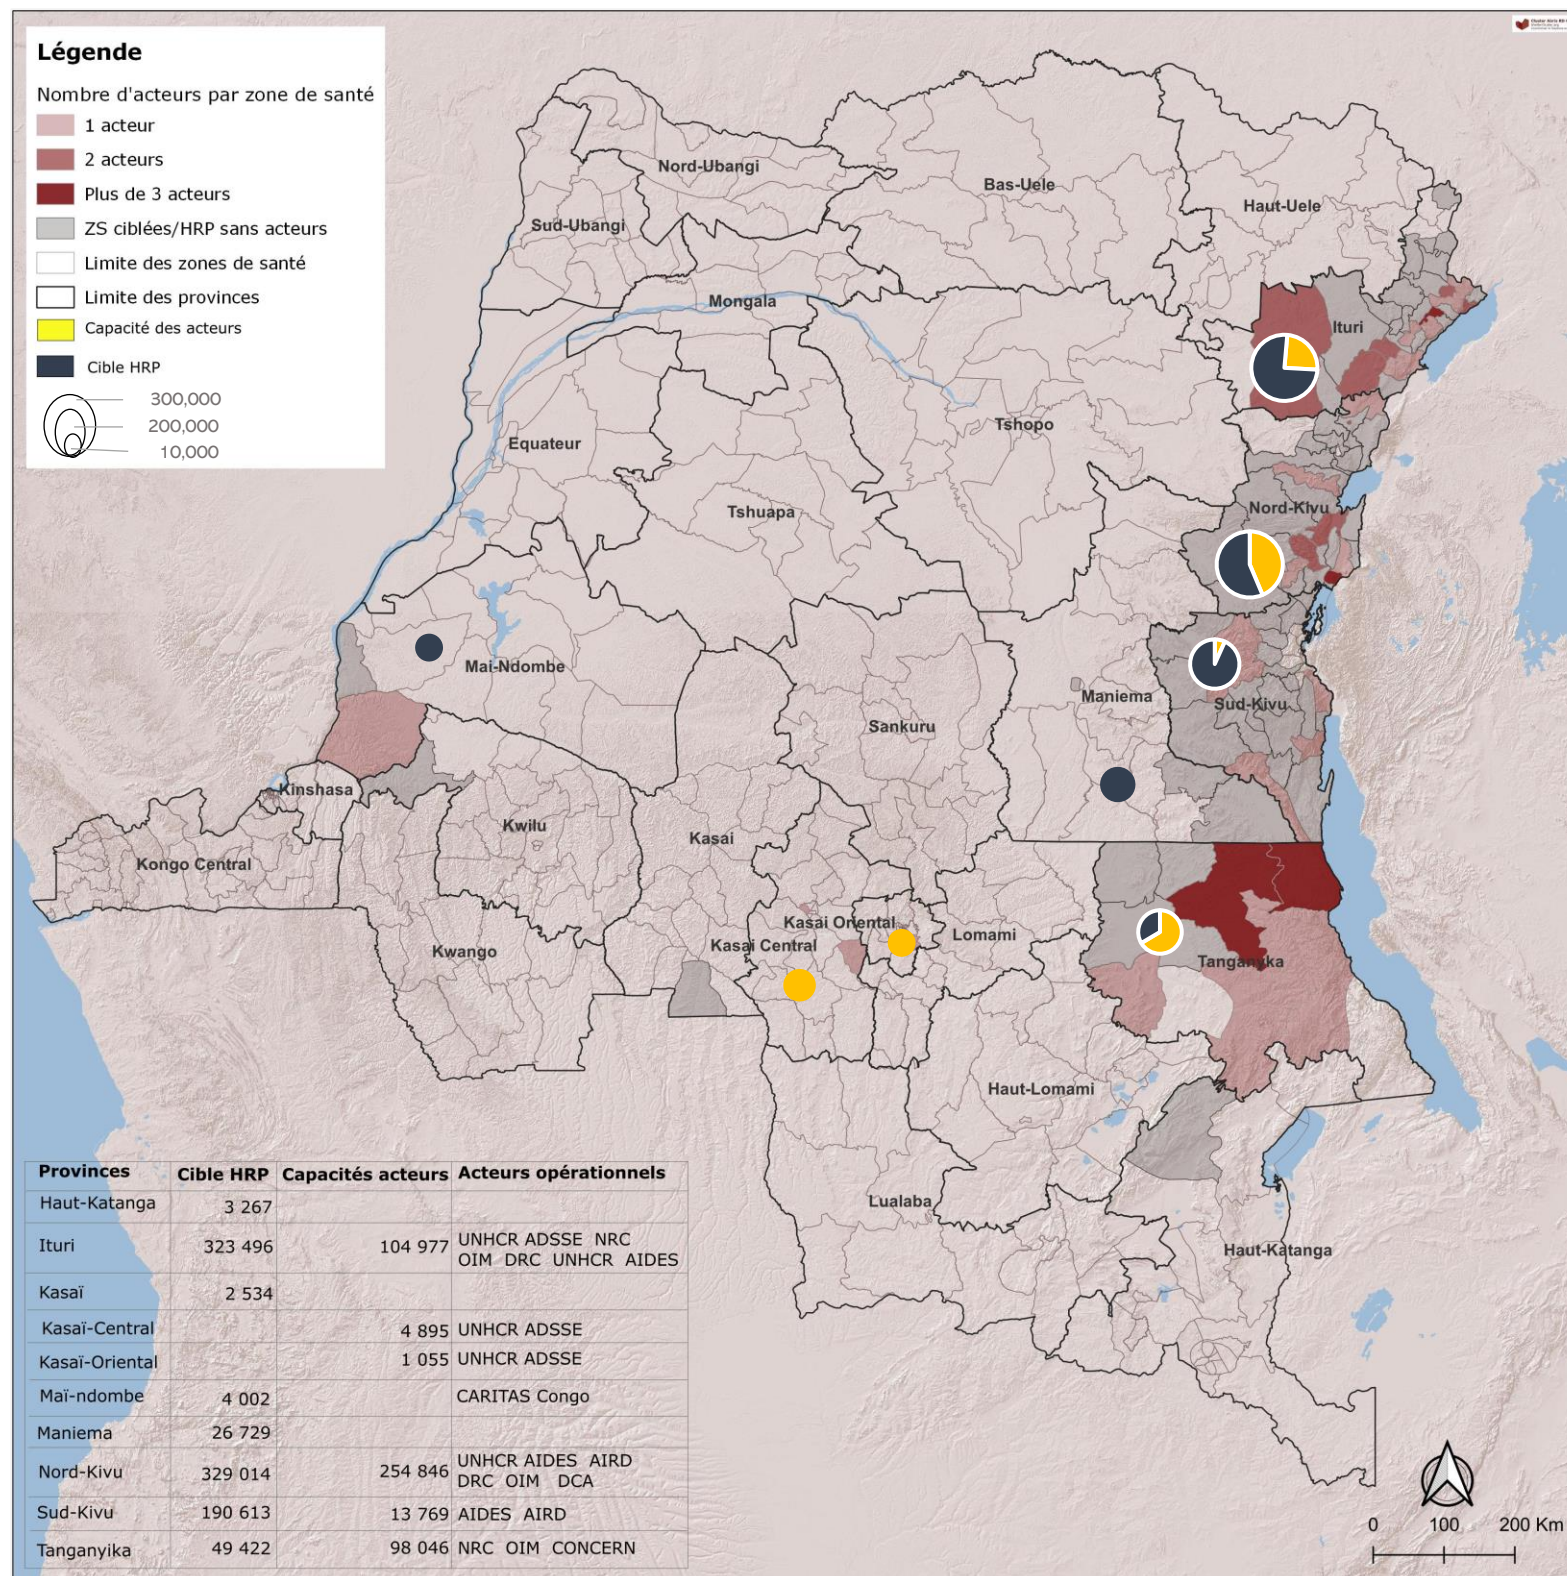 Légende
Nombre d'acteurs par zone de santé
1 acteur
2 acteurs
Plus de 3 acteurs
ZS ciblées/HRP sans acteurs
Limite des zones de santé
Limite des provinces
Capacité des acteurs
Cible HRP
300,000
200,000
10,000
Nord-Ubangi
Bas-Uele
Haut-Uele
Sud-Ubangi
Mongala
Ituri
Equateur
Tshopo
Tshuapa
Nord-Kivu
Mai-Ndombe
Maniema
Sud-Kivu
Sankuru
Kinshasa
Kwilu
Kasai
Kongo Central
Kasai Oriental
Kasai Central
Lomami
Kwango
Tanganyka
Haut-Lomami
Lualaba
Haut-Katanga
Provinces Cible HRP Capacités acteurs Acteurs opérationnels
Haut-Katanga 3 267
Ituri 323 496 104 977 UNHCR ADSSE NRC
OIM DRC UNHCR AIDES
Kasaï 2 534
Kasaï-Central 4 895 UNHCR ADSSE
Kasaï-Oriental 1 055 UNHCR ADSSE
Maï-ndombe 4 002 CARITAS Congo
Maniema 26 729
Nord-Kivu 329 014 254 846 UNHCR AIDES AIRD
DRC OIM DCA
Sud-Kivu 190 613 13 769 AIDES AIRD
Tanganyika 49 422 98 046 NRC OIM CONCERN
0 100 200 Km